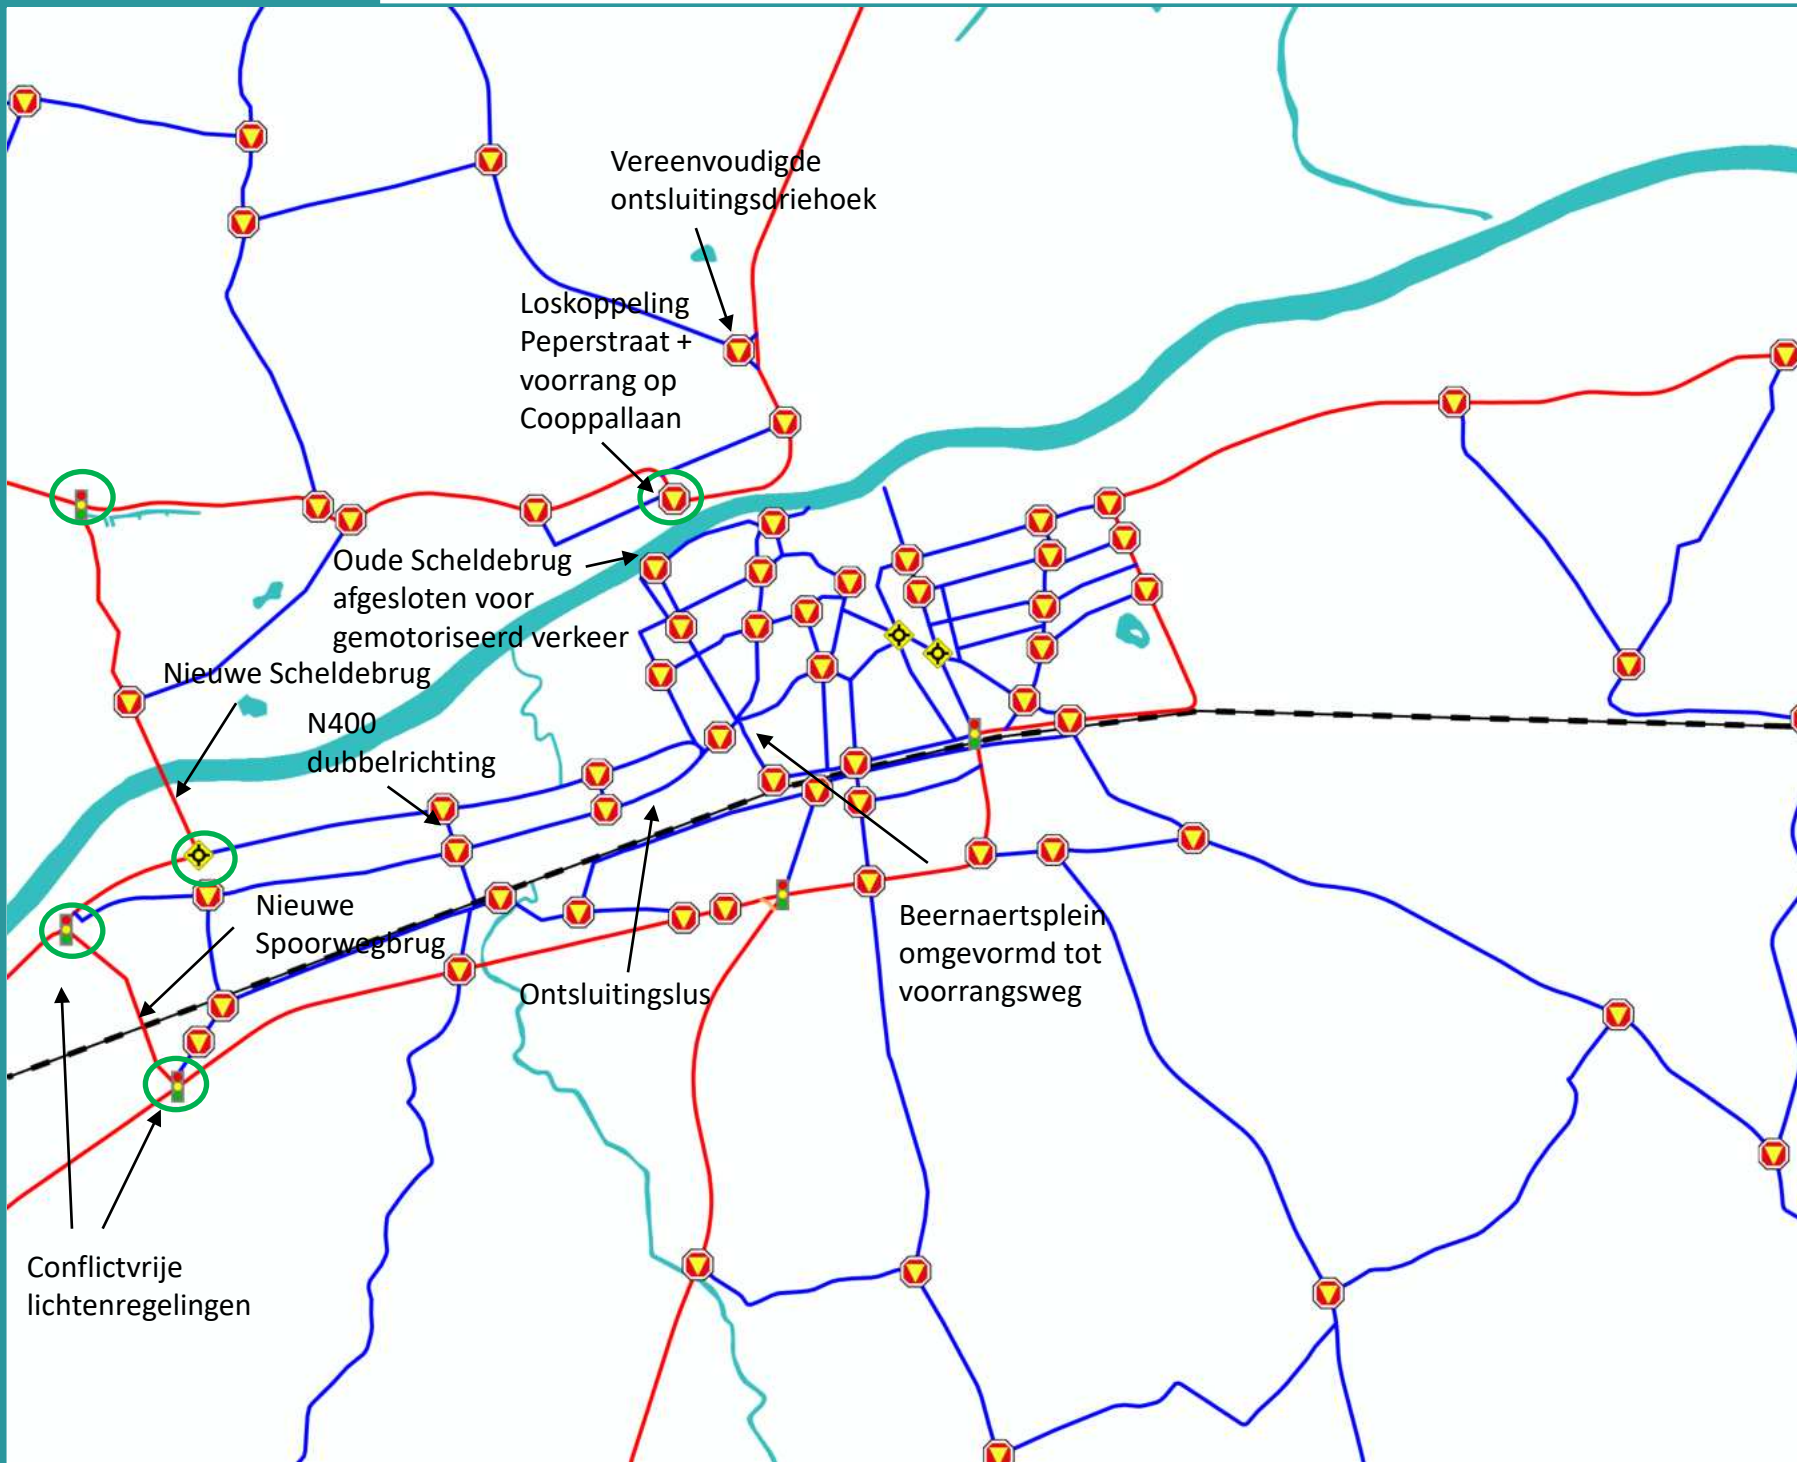 Vereenvoudigde
ontsluitingsdriehoek
Loskoppeling
Peperstraat +
voorrang op
Cooppallaan
Oude Scheldebrug
afgesloten voor
gemotoriseerd verkeer
Nieuwe Scheldebrug
N400
dubbelrichting
Nieuwe
Spoorwegbrug
Ontsluitingslus
Beernaertsplein
omgevormd tot
voorrangsweg
Conflictvrije
lichtenregelingen